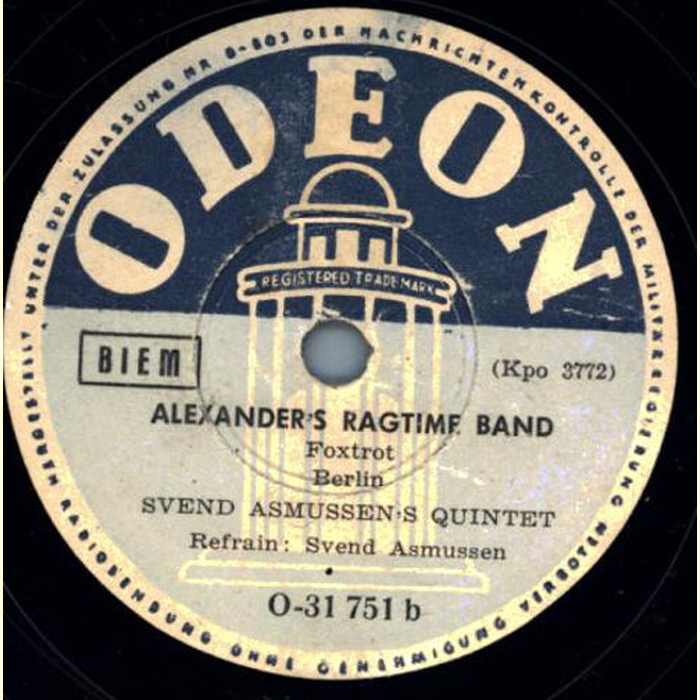 HERGESTELLT UNTER DER ZULASSUNG NR B-803 DER NACHRICHTENKONTROLLE DER MILITÄRREGIERUNG
ODEON
REGISTERED TRADE MARK
BIEM
(Kpo 3772)
ALEXANDER'S RAGTIME BAND
Foxtrot
Berlin
SVEND ASMUSSEN'S QUINTET
Refrain: Svend Asmussen
O-31 751 b
RADIOSENDUNG OHNE GENEHMIGUNG VERBOTEN